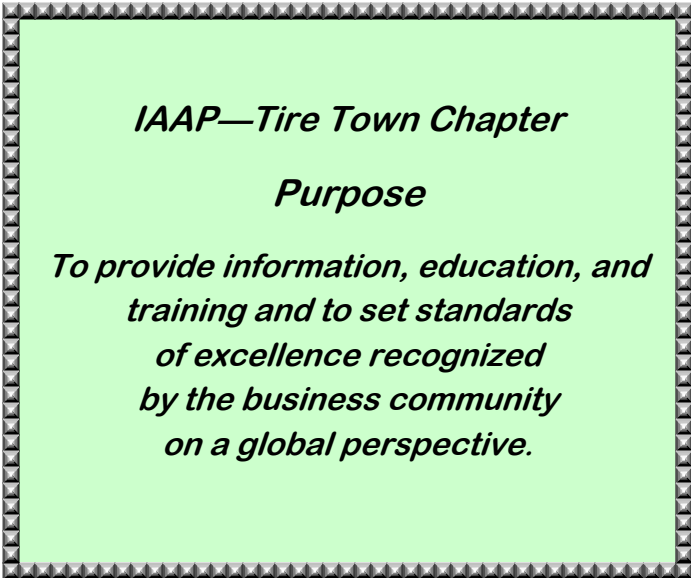 IAAP—Tire Town Chapter
Purpose
To provide information, education, and
training and to set standards
of excellence recognized
by the business community
on a global perspective.